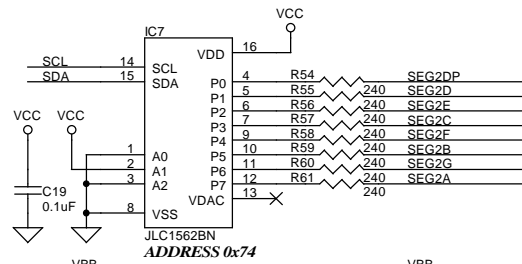 VCC
IC7
VDD 16
SCL 14 SCL
SDA 15 SDA
P0 4 R54 SEG2DP
P1 5 R55 240 SEG2D
P2 6 R56 240 SEG2E
P3 7 R57 240 SEG2C
P4 9 R58 240 SEG2F
P5 10 R59 240 SEG2B
P6 11 R60 240 SEG2G
P7 12 R61 240 SEG2A
240
VDAC 13
VCC VCC
1 A0
2 A1
3 A2
8 VSS
C19
0.1uF
JLC1562BN
ADDRESS 0x74